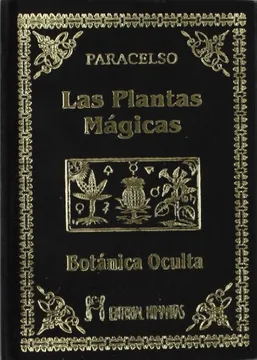 PARACELSO
Las Plantas
Mágicas
Botánica Oculta
EDITORIAL HUMANITAS